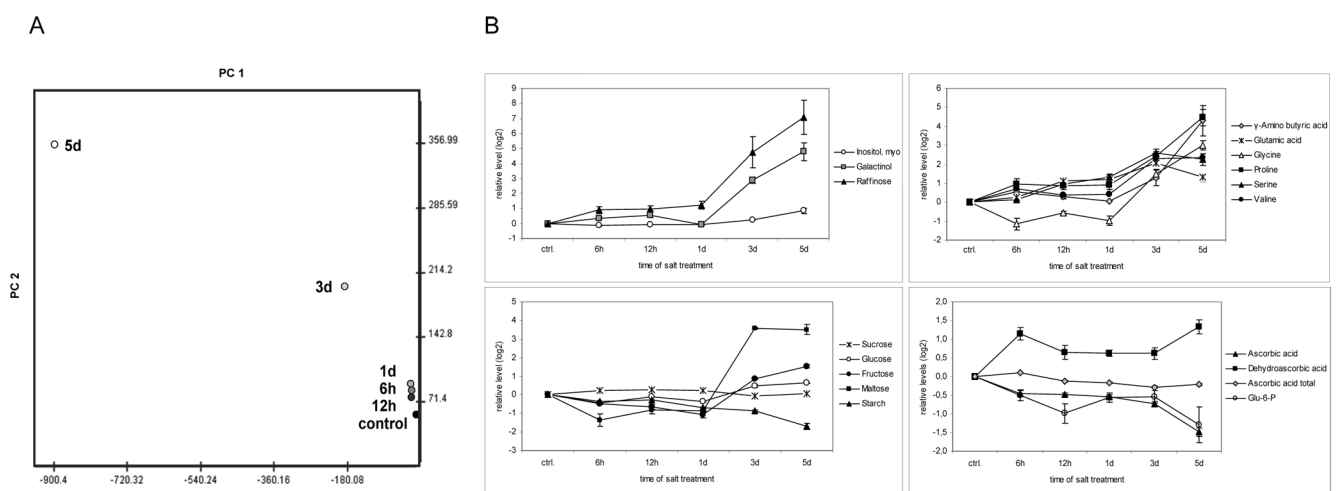 A
PC 1
PC 2
5d
3d
1d
6h
12h
control
356.99
285.59
214.2
142.8
71.4
-900.4 -720.32 -540.24 -360.16 -180.08
B
relative level (log2)
9
8
7
6
5
4
3
2
1
0
-1
ctrl. 6h 12h 1d 3d 5d
time of salt treatment
Inositol, myo
Galactinol
Raffinose
relative level (log2)
6
5
4
3
2
1
0
-1
-2
ctrl. 6h 12h 1d 3d 5d
time of salt treatment
γ-Amino butyric acid
Glutamic acid
Glycine
Proline
Serine
Valine
relative level (log2)
5
4
3
2
1
0
-1
-2
-3
ctrl. 6h 12h 1d 3d 5d
time of salt treatment
Sucrose
Glucose
Fructose
Maltose
Starch
relative levels (log2)
2,0
1,5
1,0
0,5
0,0
-0,5
-1,0
-1,5
-2,0
ctrl. 6h 12h 1d 3d 5d
time of salt treatment
Ascorbic acid
Dehydroascorbic acid
Ascorbic acid total
Glu-6-P